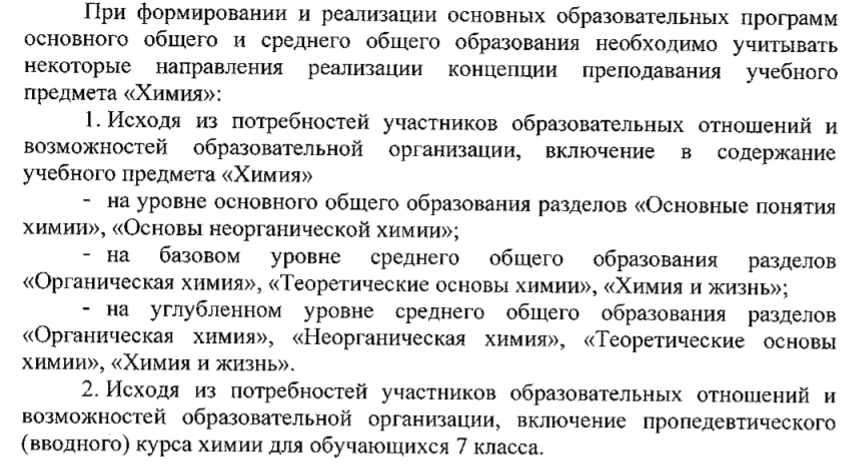 При формировании и реализации основных образовательных программ
основного общего и среднего общего образования необходимо учитывать
некоторые направления реализации концепции преподавания учебного
предмета «Химия»:
1. Исходя из потребностей участников образовательных отношений и
возможностей образовательной организации, включение в содержание
учебного предмета «Химия»
- на уровне основного общего образования разделов «Основные понятия
химии», «Основы неорганической химии»;
- на базовом уровне среднего общего образования разделов
«Органическая химия», «Теоретические основы химии», «Химия и жизнь»;
- на углубленном уровне среднего общего образования разделов
«Органическая химия», «Неорганическая химия», «Теоретические основы
химии», «Химия и жизнь».
2. Исходя из потребностей участников образовательных отношений и
возможностей образовательной организации, включение пропедевтического
(вводного) курса химии для обучающихся 7 класса.